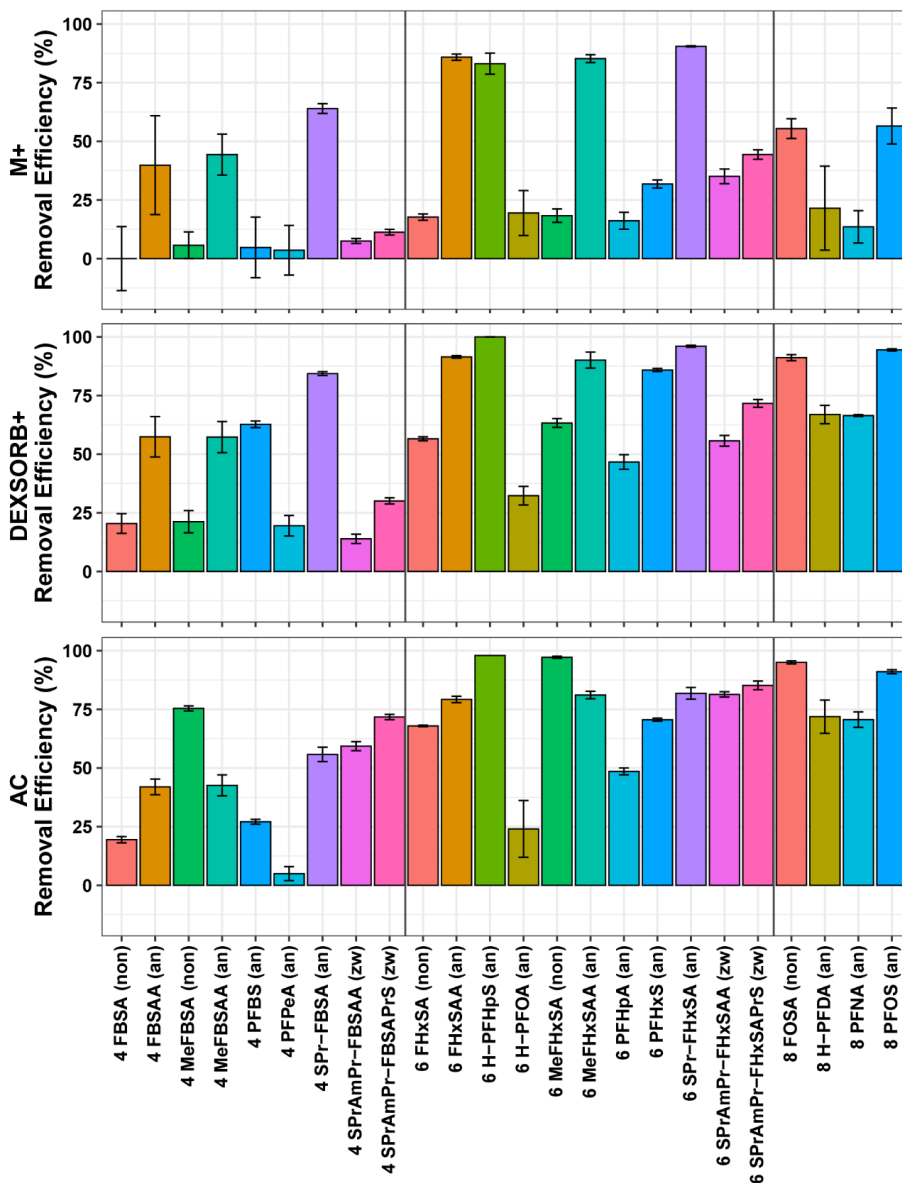 M+
Removal Efficiency (%)
100
75
50
25
0
DEXSORB+
Removal Efficiency (%)
100
75
50
25
0
AC
Removal Efficiency (%)
100
75
50
25
0
4 FBSA (non)
4 FBSAA (an)
4 MeFBSA (non)
4 MeFBSAA (an)
4 PFBS (an)
4 PFPeA (an)
4 SPr−FBSA (an)
4 SPrAmPr−FBSAA (zw)
4 SPrAmPr−FBSAPrS (zw)
6 FHxSA (non)
6 FHxSAA (an)
6 H−PFHpS (an)
6 H−PFOA (an)
6 MeFHxSA (non)
6 MeFHxSAA (an)
6 PFHpA (an)
6 PFHxS (an)
6 SPr−FHxSA (an)
6 SPrAmPr−FHxSAA (zw)
6 SPrAmPr−FHxSAPrS (zw)
8 FOSA (non)
8 H−PFDA (an)
8 PFNA (an)
8 PFOS (an)